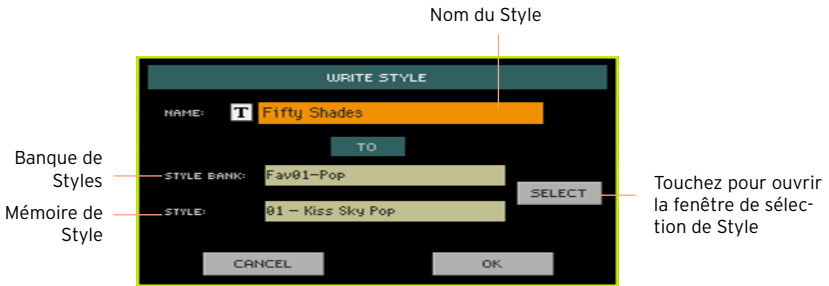 Nom du Style
WRITE STYLE
NAME: T Fifty Shades
TO
Banque de
Styles
STYLE BANK: Fav01-Pop
SELECT
Mémoire de
Style
STYLE: 01 - Kiss Sky Pop
Touchez pour ouvrir
la fenêtre de sélec-
tion de Style
CANCEL OK